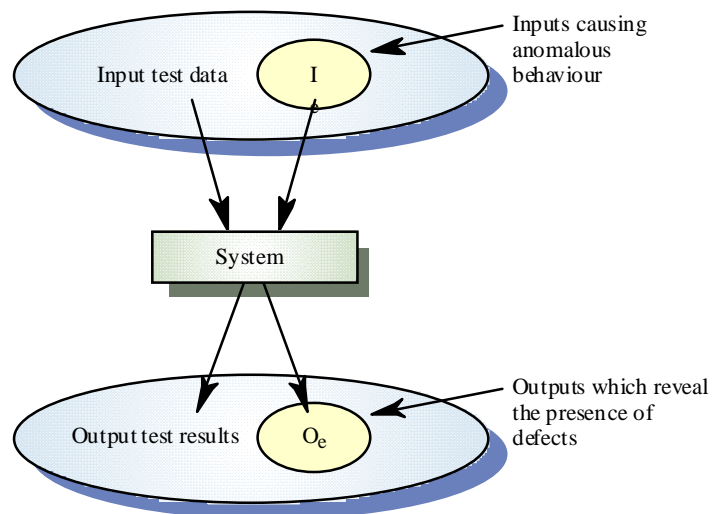 Inputs causing
anomalous
behaviour
Input test data
I
e
System
Outputs which reveal
the presence of
defects
Output test results
Oe